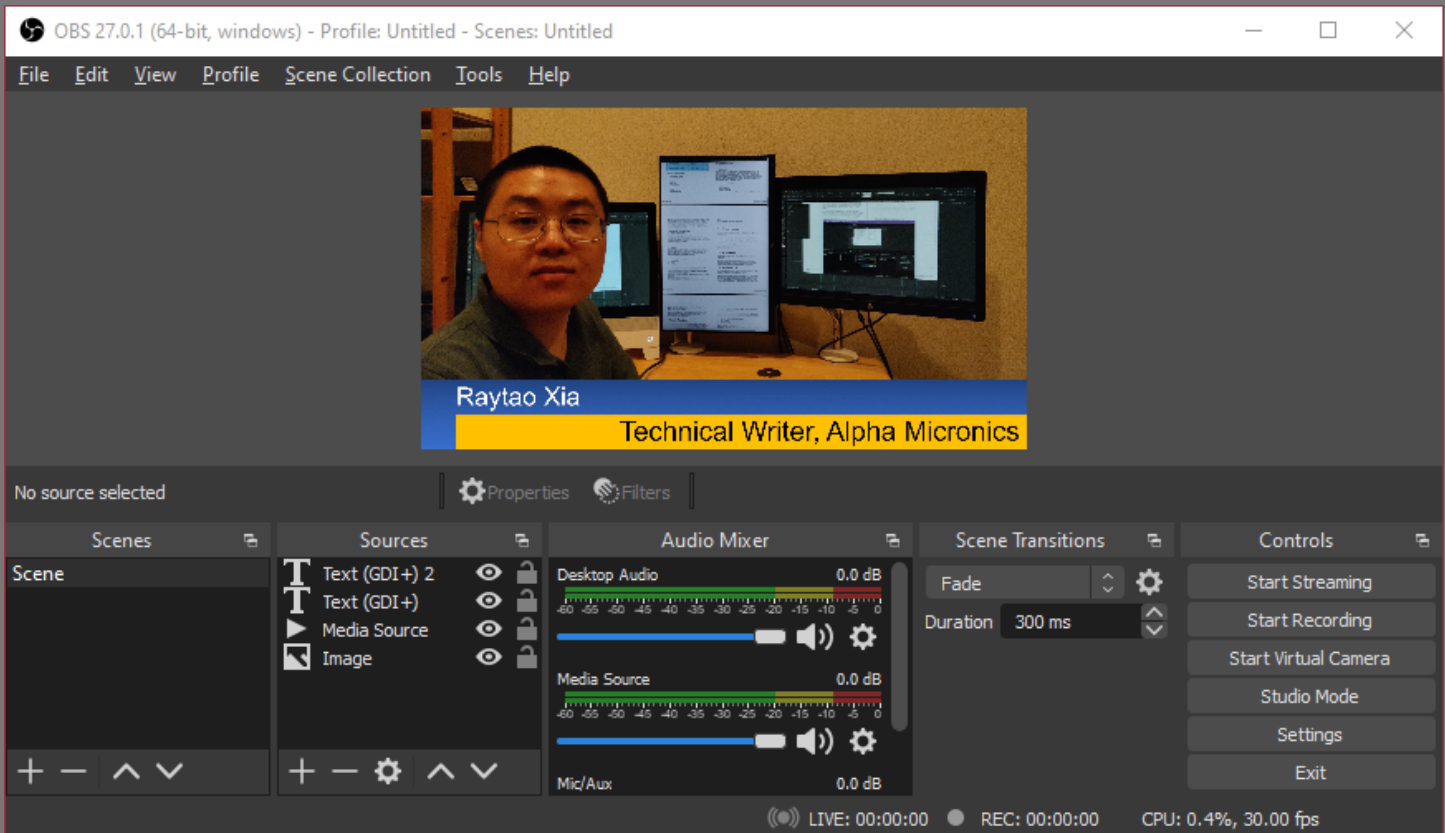 OBS 27.0.1 (64-bit, windows) - Profile: Untitled - Scenes: Untitled
File Edit View Profile Scene Collection Tools Help
Raytao Xia
Technical Writer, Alpha Micronics
No source selected
Properties Filters
Scenes
Scene
Sources
Text (GDI+) 2
Text (GDI+)
Media Source
Image
Audio Mixer
Desktop Audio 0.0 dB
-60 -55 -50 -45 -40 -35 -30 -25 -20 -15 -10 -5 0
Media Source 0.0 dB
-60 -55 -50 -45 -40 -35 -30 -25 -20 -15 -10 -5 0
Mic/Aux 0.0 dB
Scene Transitions
Fade
Duration 300 ms
Controls
Start Streaming
Start Recording
Start Virtual Camera
Studio Mode
Settings
Exit
LIVE: 00:00:00 REC: 00:00:00 CPU: 0.4%, 30.00 fps